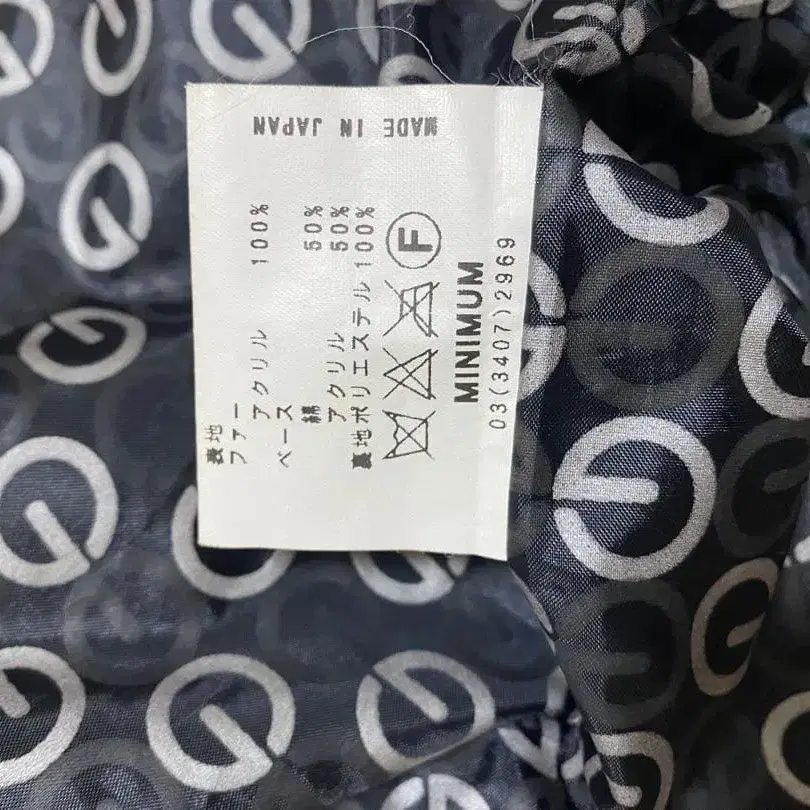 表地
ファー
アクリル 100%
ベース
綿 50%
アクリル 50%
裏地ポリエステル 100%
F
MINIMUM
03(3407)2969
MADE IN JAPAN